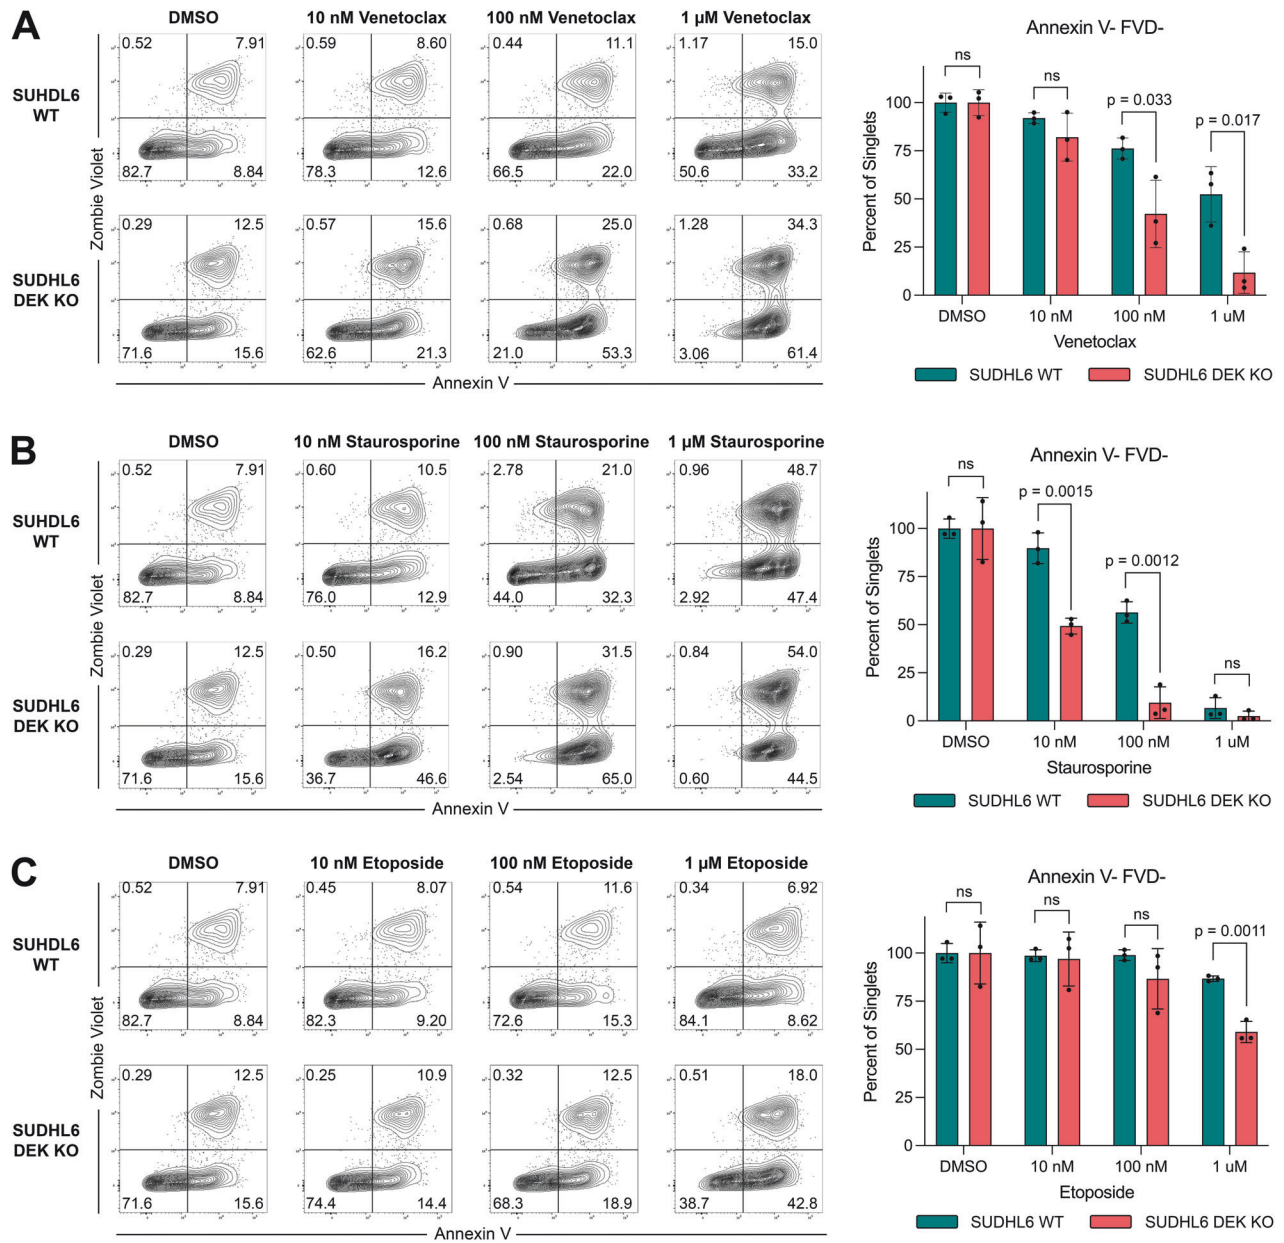 A
DMSO 10 nM Venetoclax 100 nM Venetoclax 1 µM Venetoclax
SUHDL6
WT
0.52 7.91 0.59 8.60 0.44 11.1 1.17 15.0
82.7 8.84 78.3 12.6 66.5 22.0 50.6 33.2
Zombie Violet
SUDHL6
DEK KO
0.29 12.5 0.57 15.6 0.68 25.0 1.28 34.3
71.6 15.6 62.6 21.3 21.0 53.3 3.06 61.4
Annexin V
Annexin V- FVD-
ns
ns
p = 0.033
p = 0.017
Percent of Singlets
100
75
50
25
0
DMSO 10 nM 100 nM 1 uM
Venetoclax
SUDHL6 WT SUDHL6 DEK KO
B
DMSO 10 nM Staurosporine 100 nM Staurosporine 1 µM Staurosporine
SUHDL6
WT
0.52 7.91 0.60 10.5 2.78 21.0 0.96 48.7
82.7 8.84 76.0 12.9 44.0 32.3 2.92 47.4
Zombie Violet
SUDHL6
DEK KO
0.29 12.5 0.50 16.2 0.90 31.5 0.84 54.0
71.6 15.6 36.7 46.6 2.54 65.0 0.60 44.5
Annexin V
Annexin V- FVD-
ns
p = 0.0015
p = 0.0012
ns
Percent of Singlets
100
75
50
25
0
DMSO 10 nM 100 nM 1 uM
Staurosporine
SUDHL6 WT SUDHL6 DEK KO
C
DMSO 10 nM Etoposide 100 nM Etoposide 1 µM Etoposide
SUHDL6
WT
0.52 7.91 0.45 8.07 0.54 11.6 0.34 6.92
82.7 8.84 82.3 9.20 72.6 15.3 84.1 8.62
Zombie Violet
SUDHL6
DEK KO
0.29 12.5 0.25 10.9 0.32 12.5 0.51 18.0
71.6 15.6 74.4 14.4 68.3 18.9 38.7 42.8
Annexin V
Annexin V- FVD-
ns
ns
ns
p = 0.0011
Percent of Singlets
100
75
50
25
0
DMSO 10 nM 100 nM 1 uM
Etoposide
SUDHL6 WT SUDHL6 DEK KO